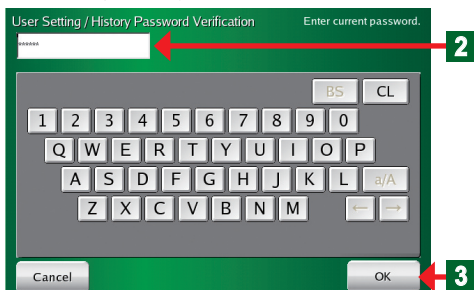 User Setting / History Password Verification Enter current password.
****** 2
BS CL
1 2 3 4 5 6 7 8 9 0
Q W E R T Y U I O P
A S D F G H J K L a/A
Z X C V B N M ← →
Cancel OK 3